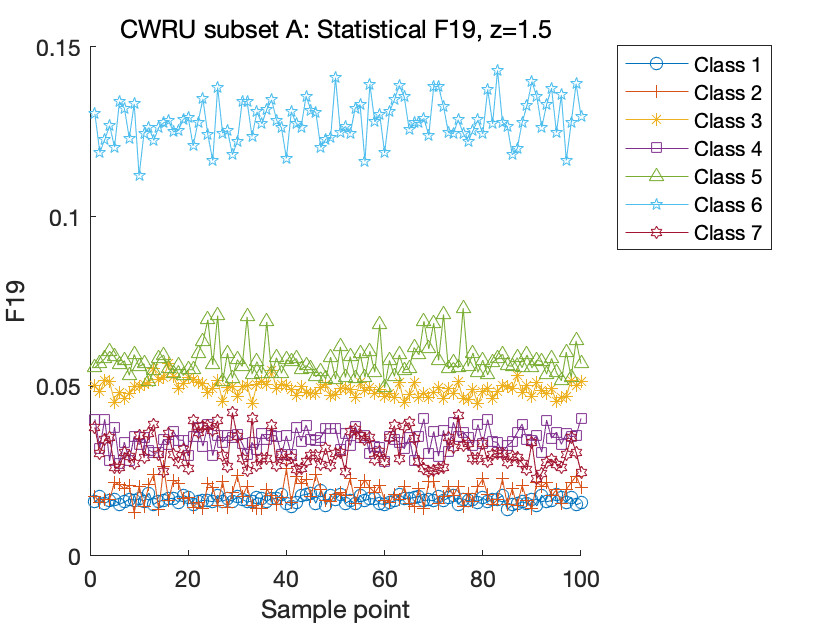 CWRU subset A: Statistical F19, z=1.5
0.15
0.1
0.05
0
F19
0 20 40 60 80 100
Sample point
Class 1
Class 2
Class 3
Class 4
Class 5
Class 6
Class 7